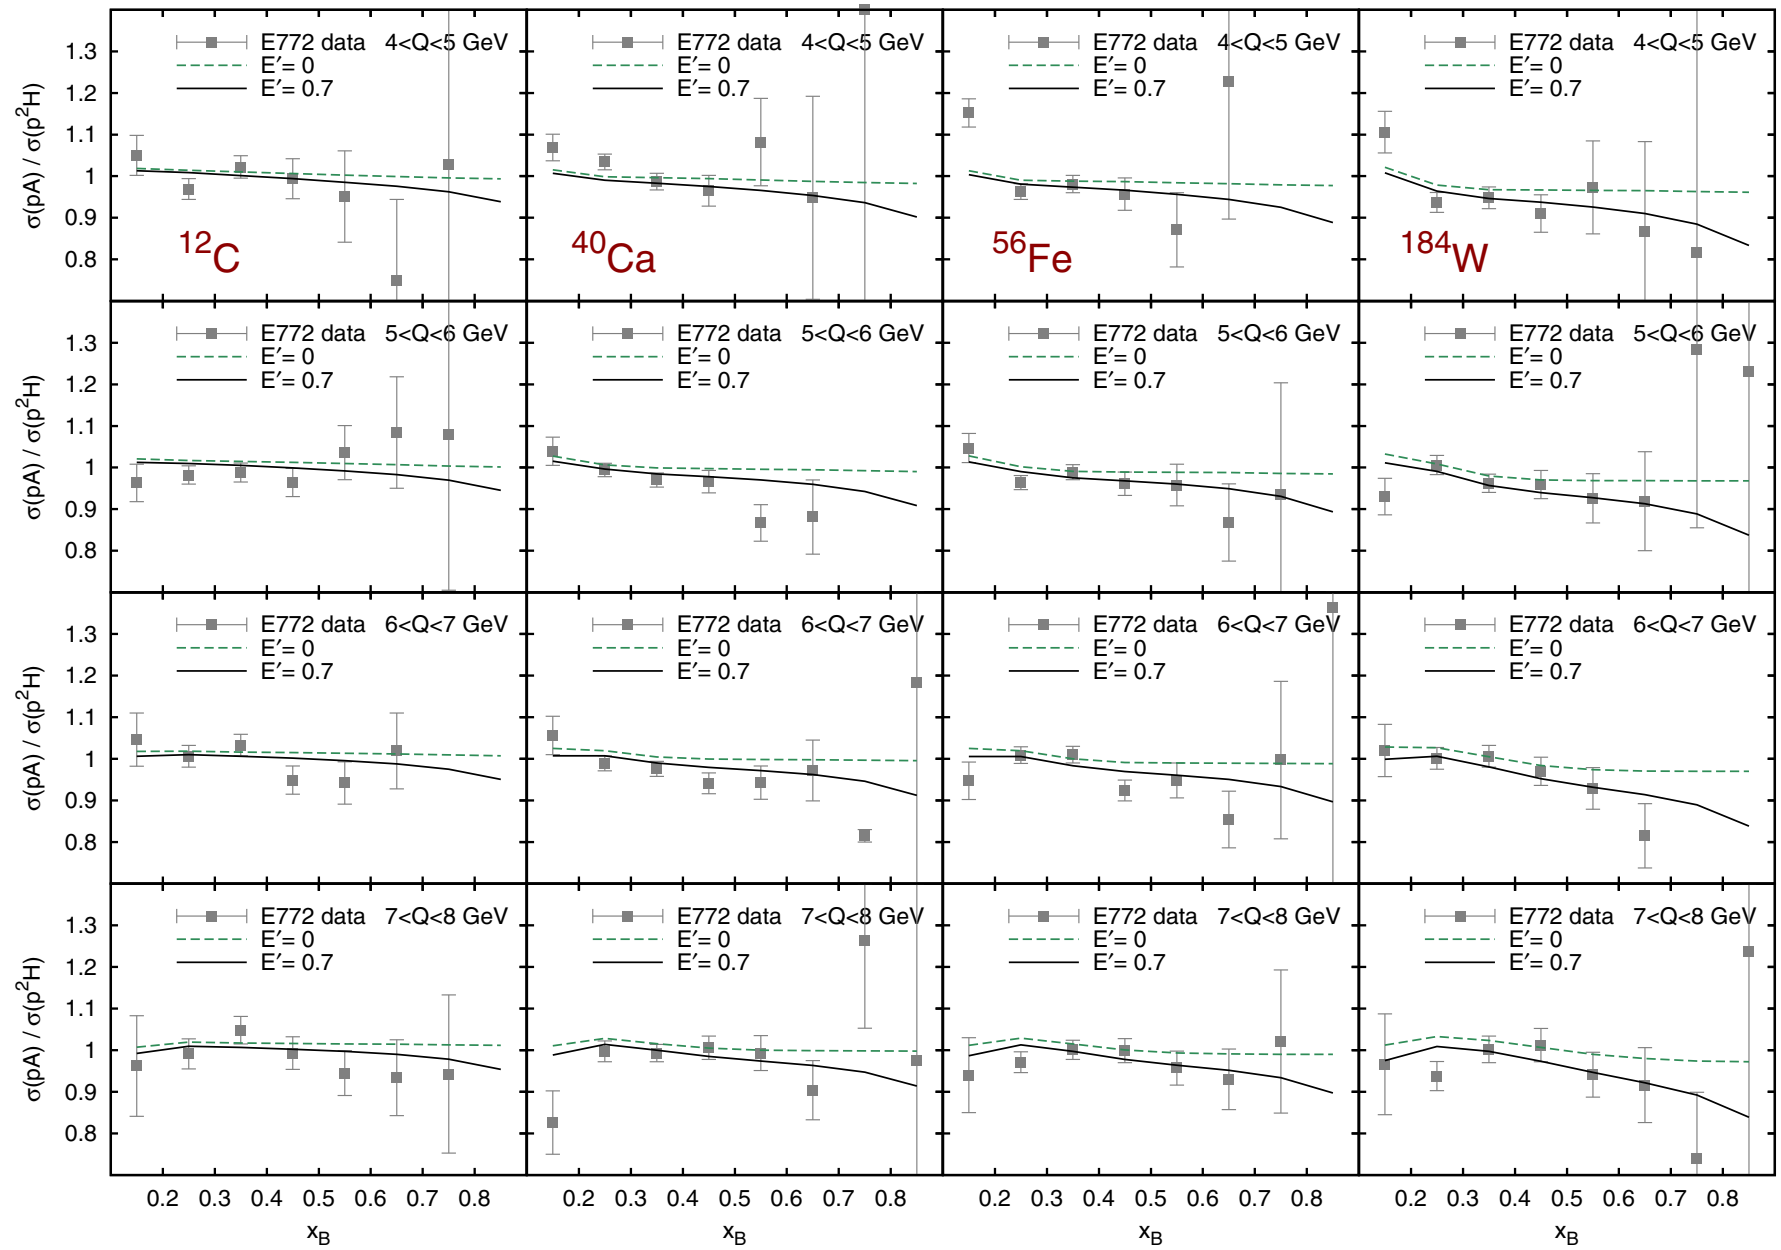 E772 data 4<Q<5 GeV
E′= 0
E′= 0.7
E772 data 4<Q<5 GeV
E′= 0
E′= 0.7
E772 data 4<Q<5 GeV
E′= 0
E′= 0.7
E772 data 4<Q<5 GeV
E′= 0
E′= 0.7
σ(pA) / σ(p²H)
1.3
1.2
1.1
1
0.9
0.8
¹²C
⁴⁰Ca
⁵⁶Fe
¹⁸⁴W
E772 data 5<Q<6 GeV
E′= 0
E′= 0.7
E772 data 5<Q<6 GeV
E′= 0
E′= 0.7
E772 data 5<Q<6 GeV
E′= 0
E′= 0.7
E772 data 5<Q<6 GeV
E′= 0
E′= 0.7
σ(pA) / σ(p²H)
1.3
1.2
1.1
1
0.9
0.8
E772 data 6<Q<7 GeV
E′= 0
E′= 0.7
E772 data 6<Q<7 GeV
E′= 0
E′= 0.7
E772 data 6<Q<7 GeV
E′= 0
E′= 0.7
E772 data 6<Q<7 GeV
E′= 0
E′= 0.7
σ(pA) / σ(p²H)
1.3
1.2
1.1
1
0.9
0.8
E772 data 7<Q<8 GeV
E′= 0
E′= 0.7
E772 data 7<Q<8 GeV
E′= 0
E′= 0.7
E772 data 7<Q<8 GeV
E′= 0
E′= 0.7
E772 data 7<Q<8 GeV
E′= 0
E′= 0.7
σ(pA) / σ(p²H)
1.3
1.2
1.1
1
0.9
0.8
0.2 0.3 0.4 0.5 0.6 0.7 0.8
0.2 0.3 0.4 0.5 0.6 0.7 0.8
0.2 0.3 0.4 0.5 0.6 0.7 0.8
0.2 0.3 0.4 0.5 0.6 0.7 0.8
x_B
x_B
x_B
x_B